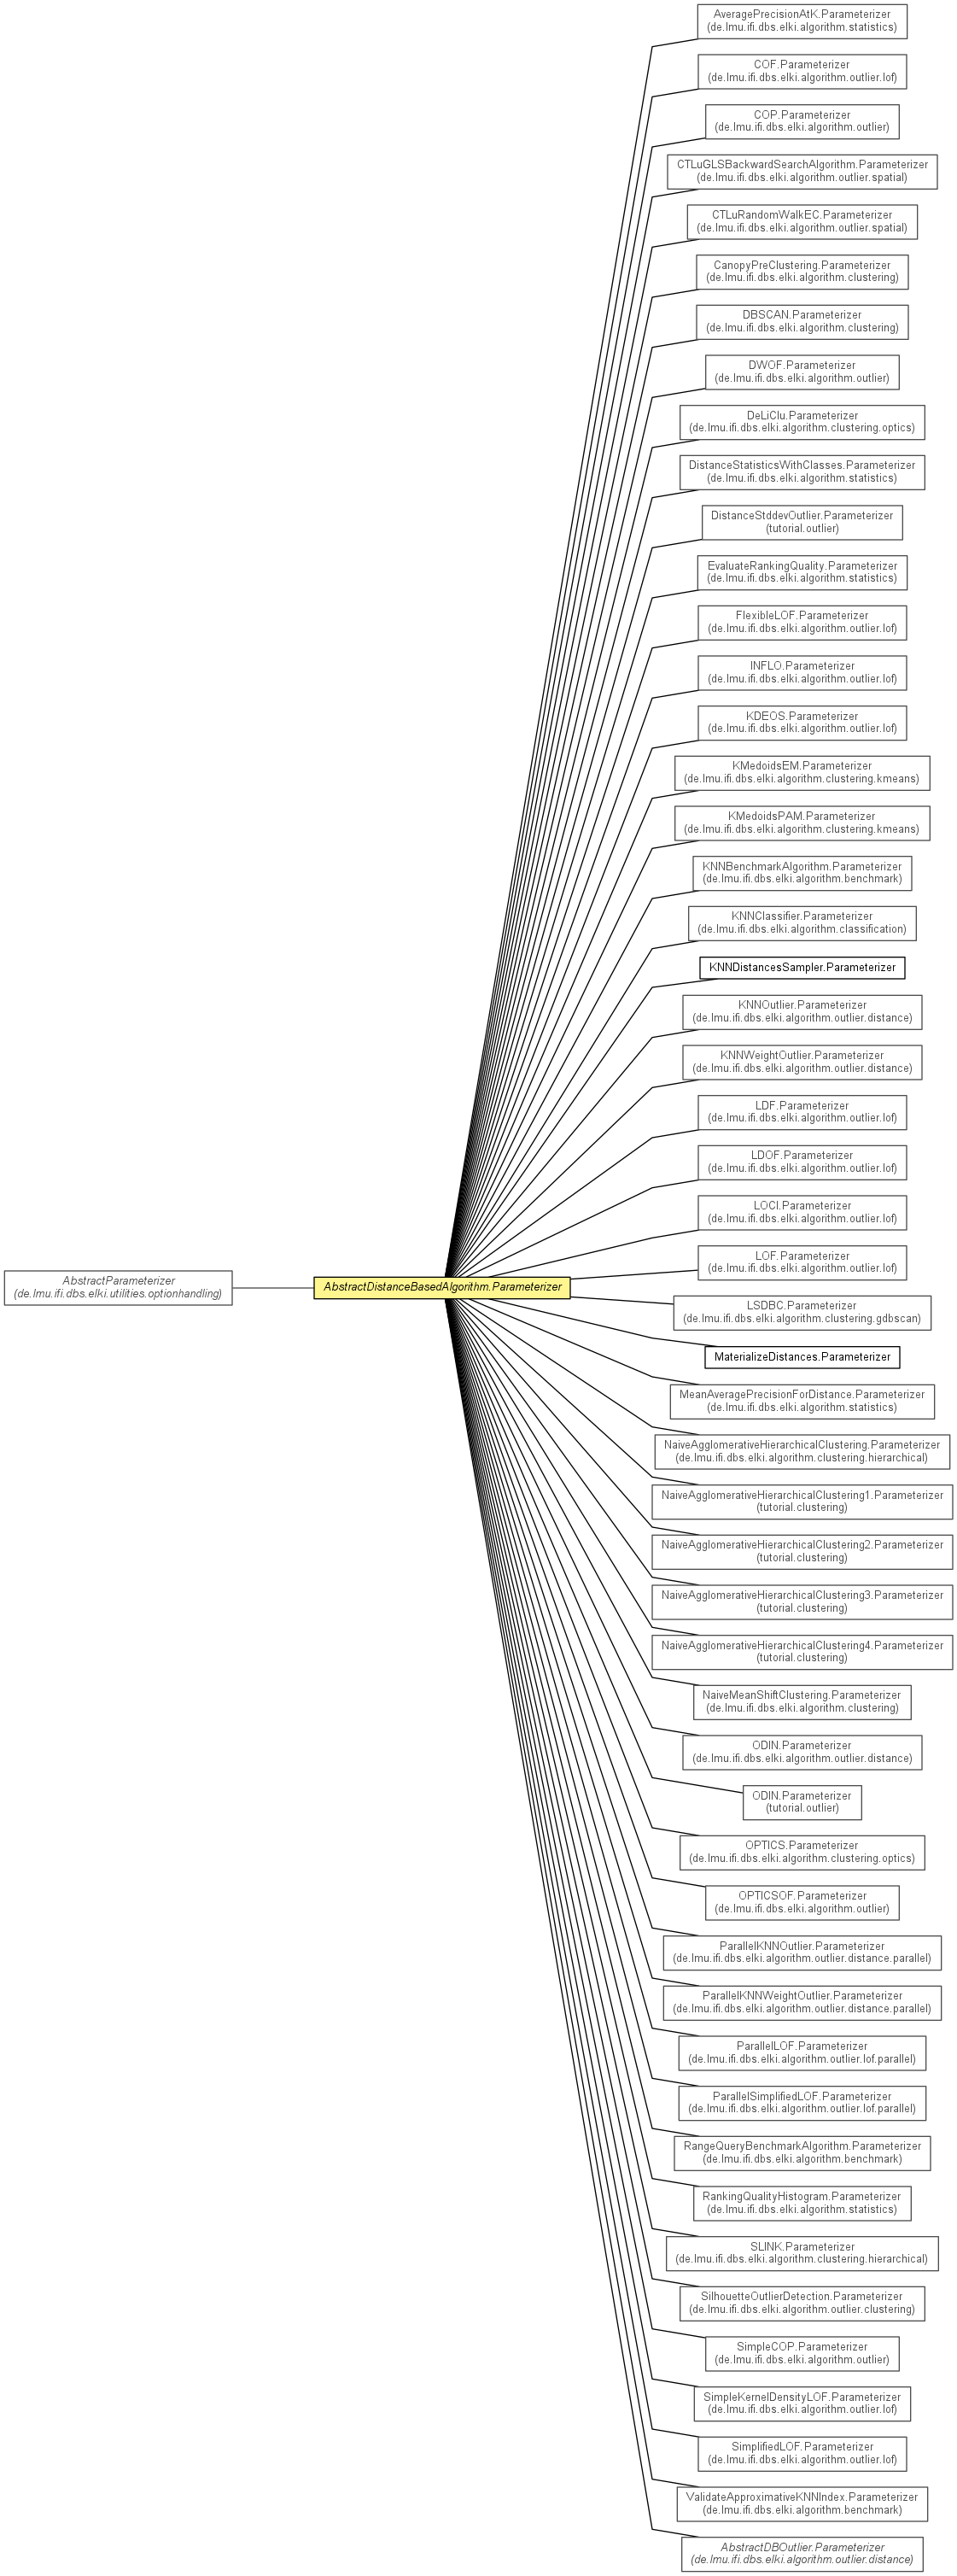 AveragePrecisionAtK.Parameterizer
(de.lmu.ifi.dbs.elki.algorithm.statistics)
COF.Parameterizer
(de.lmu.ifi.dbs.elki.algorithm.outlier.lof)
COP.Parameterizer
(de.lmu.ifi.dbs.elki.algorithm.outlier)
CTLuGLSBackwardSearchAlgorithm.Parameterizer
(de.lmu.ifi.dbs.elki.algorithm.outlier.spatial)
CTLuRandomWalkEC.Parameterizer
(de.lmu.ifi.dbs.elki.algorithm.outlier.spatial)
CanopyPreClustering.Parameterizer
(de.lmu.ifi.dbs.elki.algorithm.clustering)
DBSCAN.Parameterizer
(de.lmu.ifi.dbs.elki.algorithm.clustering)
DWOF.Parameterizer
(de.lmu.ifi.dbs.elki.algorithm.outlier)
DeLiClu.Parameterizer
(de.lmu.ifi.dbs.elki.algorithm.clustering.optics)
DistanceStatisticsWithClasses.Parameterizer
(de.lmu.ifi.dbs.elki.algorithm.statistics)
DistanceStddevOutlier.Parameterizer
(tutorial.outlier)
EvaluateRankingQuality.Parameterizer
(de.lmu.ifi.dbs.elki.algorithm.statistics)
FlexibleLOF.Parameterizer
(de.lmu.ifi.dbs.elki.algorithm.outlier.lof)
INFLO.Parameterizer
(de.lmu.ifi.dbs.elki.algorithm.outlier.lof)
KDEOS.Parameterizer
(de.lmu.ifi.dbs.elki.algorithm.outlier.lof)
KMedoidsEM.Parameterizer
(de.lmu.ifi.dbs.elki.algorithm.clustering.kmeans)
KMedoidsPAM.Parameterizer
(de.lmu.ifi.dbs.elki.algorithm.clustering.kmeans)
KNNBenchmarkAlgorithm.Parameterizer
(de.lmu.ifi.dbs.elki.algorithm.benchmark)
KNNClassifier.Parameterizer
(de.lmu.ifi.dbs.elki.algorithm.classification)
KNNDistancesSampler.Parameterizer
KNNOutlier.Parameterizer
(de.lmu.ifi.dbs.elki.algorithm.outlier.distance)
KNNWeightOutlier.Parameterizer
(de.lmu.ifi.dbs.elki.algorithm.outlier.distance)
LDF.Parameterizer
(de.lmu.ifi.dbs.elki.algorithm.outlier.lof)
LDOF.Parameterizer
(de.lmu.ifi.dbs.elki.algorithm.outlier.lof)
LOCI.Parameterizer
(de.lmu.ifi.dbs.elki.algorithm.outlier.lof)
LOF.Parameterizer
(de.lmu.ifi.dbs.elki.algorithm.outlier.lof)
AbstractParameterizer
(de.lmu.ifi.dbs.elki.utilities.optionhandling)
AbstractDistanceBasedAlgorithm.Parameterizer
LSDBC.Parameterizer
(de.lmu.ifi.dbs.elki.algorithm.clustering.gdbscan)
MaterializeDistances.Parameterizer
MeanAveragePrecisionForDistance.Parameterizer
(de.lmu.ifi.dbs.elki.algorithm.statistics)
NaiveAgglomerativeHierarchicalClustering.Parameterizer
(de.lmu.ifi.dbs.elki.algorithm.clustering.hierarchical)
NaiveAgglomerativeHierarchicalClustering1.Parameterizer
(tutorial.clustering)
NaiveAgglomerativeHierarchicalClustering2.Parameterizer
(tutorial.clustering)
NaiveAgglomerativeHierarchicalClustering3.Parameterizer
(tutorial.clustering)
NaiveAgglomerativeHierarchicalClustering4.Parameterizer
(tutorial.clustering)
NaiveMeanShiftClustering.Parameterizer
(de.lmu.ifi.dbs.elki.algorithm.clustering)
ODIN.Parameterizer
(de.lmu.ifi.dbs.elki.algorithm.outlier.distance)
ODIN.Parameterizer
(tutorial.outlier)
OPTICS.Parameterizer
(de.lmu.ifi.dbs.elki.algorithm.clustering.optics)
OPTICSOF.Parameterizer
(de.lmu.ifi.dbs.elki.algorithm.outlier)
ParallelKNNOutlier.Parameterizer
(de.lmu.ifi.dbs.elki.algorithm.outlier.distance.parallel)
ParallelKNNWeightOutlier.Parameterizer
(de.lmu.ifi.dbs.elki.algorithm.outlier.distance.parallel)
ParallelLOF.Parameterizer
(de.lmu.ifi.dbs.elki.algorithm.outlier.lof.parallel)
ParallelSimplifiedLOF.Parameterizer
(de.lmu.ifi.dbs.elki.algorithm.outlier.lof.parallel)
RangeQueryBenchmarkAlgorithm.Parameterizer
(de.lmu.ifi.dbs.elki.algorithm.benchmark)
RankingQualityHistogram.Parameterizer
(de.lmu.ifi.dbs.elki.algorithm.statistics)
SLINK.Parameterizer
(de.lmu.ifi.dbs.elki.algorithm.clustering.hierarchical)
SilhouetteOutlierDetection.Parameterizer
(de.lmu.ifi.dbs.elki.algorithm.outlier.clustering)
SimpleCOP.Parameterizer
(de.lmu.ifi.dbs.elki.algorithm.outlier)
SimpleKernelDensityLOF.Parameterizer
(de.lmu.ifi.dbs.elki.algorithm.outlier.lof)
SimplifiedLOF.Parameterizer
(de.lmu.ifi.dbs.elki.algorithm.outlier.lof)
ValidateApproximativeKNNIndex.Parameterizer
(de.lmu.ifi.dbs.elki.algorithm.benchmark)
AbstractDBOutlier.Parameterizer
(de.lmu.ifi.dbs.elki.algorithm.outlier.distance)